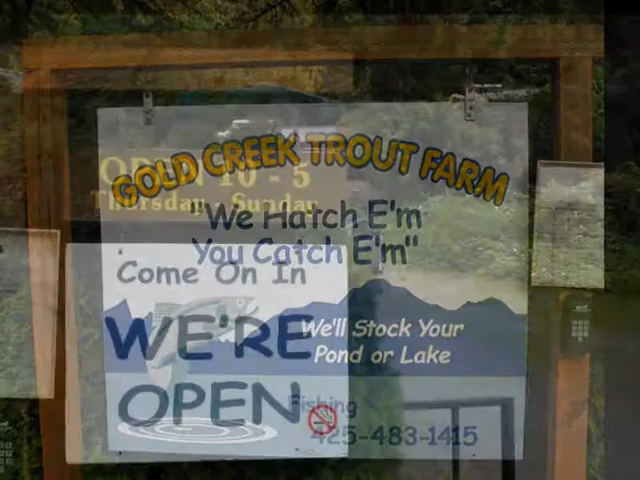 GOLD CREEK TROUT FARM
OPEN 10 - 5
Thursday - Sunday
"We Hatch E'm
You Catch E'm"
Come On In
WE'RE
OPEN
We'll Stock Your
Pond or Lake
Fishing
425-483-1415